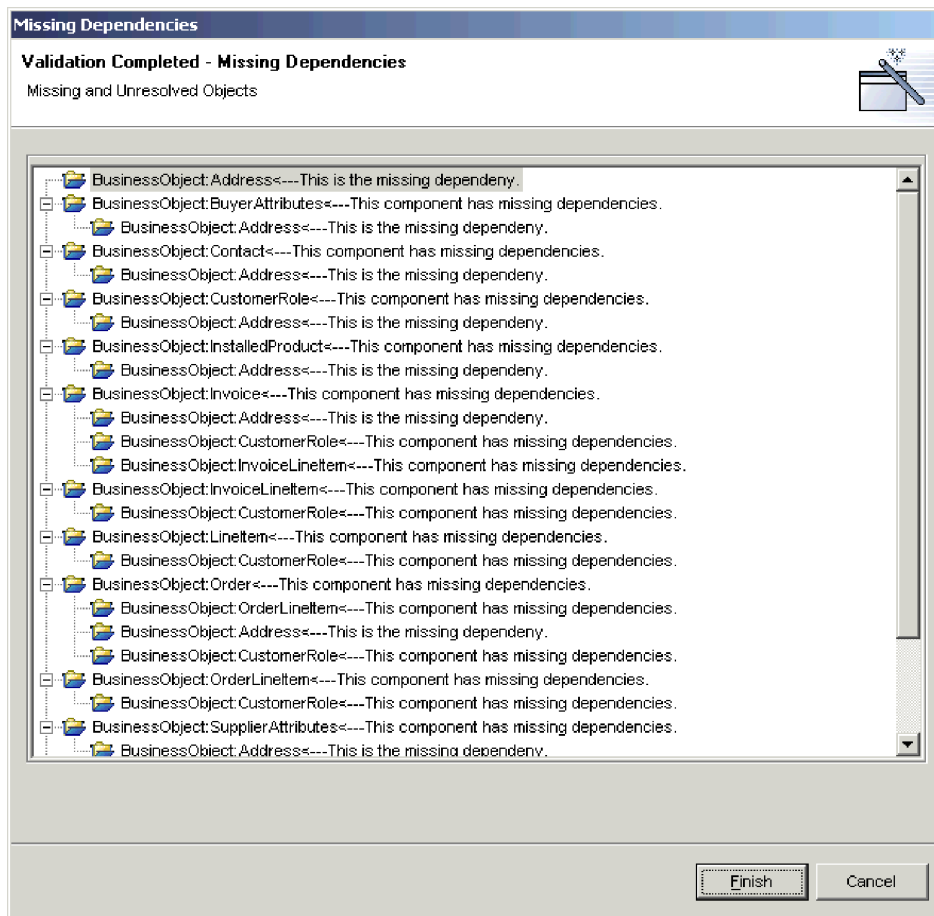 Missing Dependencies
Validation Completed - Missing Dependencies
Missing and Unresolved Objects
BusinessObject:Address<---This is the missing dependeny.
BusinessObject:BuyerAttributes<---This component has missing dependencies.
BusinessObject:Address<---This is the missing dependeny.
BusinessObject:Contact<---This component has missing dependencies.
BusinessObject:Address<---This is the missing dependeny.
BusinessObject:CustomerRole<---This component has missing dependencies.
BusinessObject:Address<---This is the missing dependeny.
BusinessObject:InstalledProduct<---This component has missing dependencies.
BusinessObject:Address<---This is the missing dependeny.
BusinessObject:Invoice<---This component has missing dependencies.
BusinessObject:Address<---This is the missing dependeny.
BusinessObject:CustomerRole<---This component has missing dependencies.
BusinessObject:InvoiceLineItem<---This component has missing dependencies.
BusinessObject:InvoiceLineItem<---This component has missing dependencies.
BusinessObject:CustomerRole<---This component has missing dependencies.
BusinessObject:LineItem<---This component has missing dependencies.
BusinessObject:CustomerRole<---This component has missing dependencies.
BusinessObject:Order<---This component has missing dependencies.
BusinessObject:OrderLineItem<---This component has missing dependencies.
BusinessObject:Address<---This is the missing dependeny.
BusinessObject:CustomerRole<---This component has missing dependencies.
BusinessObject:OrderLineItem<---This component has missing dependencies.
BusinessObject:CustomerRole<---This component has missing dependencies.
BusinessObject:SupplierAttributes<---This component has missing dependencies.
BusinessObject:Address<---This is the missing dependeny.
Finish
Cancel